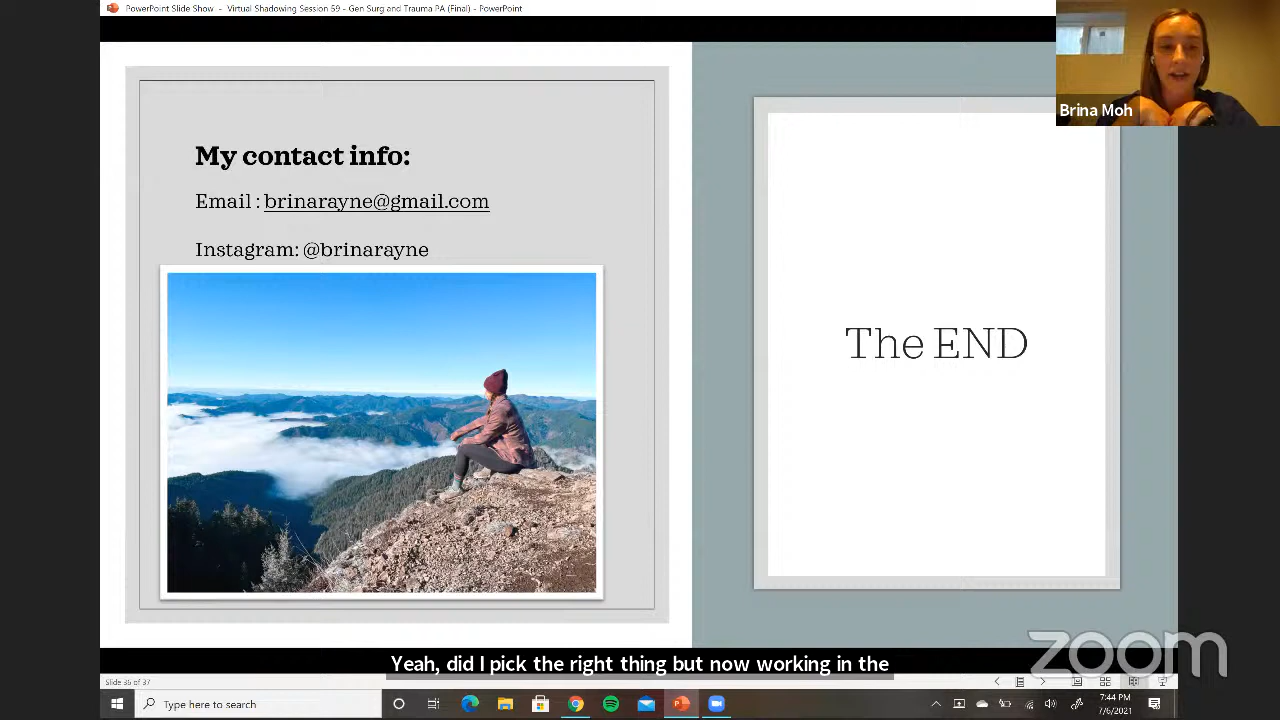 PowerPoint Slide Show - Virtual Shadowing Session 59 - Gen Surg and Trauma PA (Final) - PowerPoint
Brina Moh
My contact info:
Email : brinarayne@gmail.com
Instagram: @brinarayne
The END
zoom
Yeah, did I pick the right thing but now working in the
Slide 36 of 37
Type here to search
7:44 PM
7/6/2021